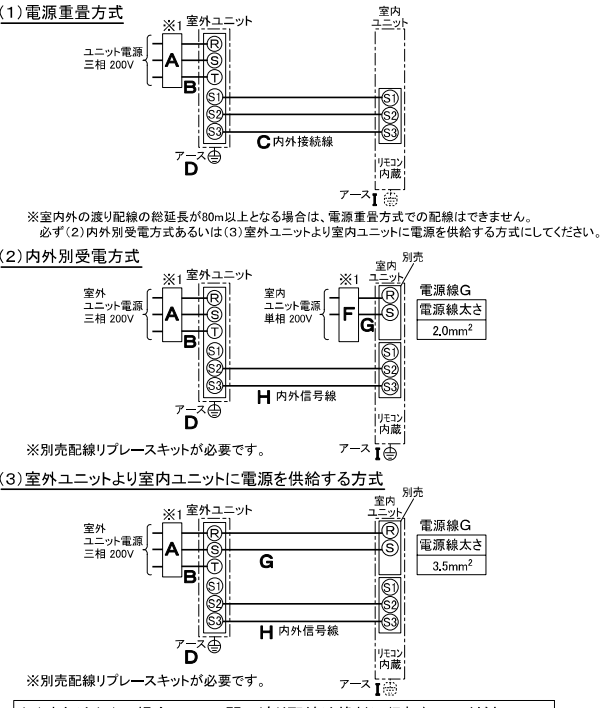 (1)電源重畳方式
※1 室外ユニット
室内
ユニット
ユニット電源
三相 200V
A
B
R
S
T
S1
S2
S3
S1
S2
S3
C 内外接続線
アース
D
リモコン
内蔵
アース I
※室内外の渡り配線の総延長が80m以上となる場合は、電源重畳方式での配線はできません。
必ず(2)内外別受電方式あるいは(3)室外ユニットより室内ユニットに電源を供給する方式にしてください。
(2)内外別受電方式
※1 室外ユニット
室外
ユニット電源
三相 200V
A
B
R
S
T
S1
S2
S3
室内
ユニット電源
単相 200V
※1
F
G
室内
ユニット
別売
R
S
S1
S2
S3
電源線G
電源線太さ
2.0mm²
H 内外信号線
アース
D
リモコン
内蔵
アース I
※別売配線リプレースキットが必要です。
(3)室外ユニットより室内ユニットに電源を供給する方式
※1 室外ユニット
室外
ユニット電源
三相 200V
A
B
R
S
T
S1
S2
S3
G
室内
ユニット
別売
R
S
S1
S2
S3
電源線G
電源線太さ
3.5mm²
H 内外信号線
アース
D
リモコン
内蔵
アース I
※別売配線リプレースキットが必要です。